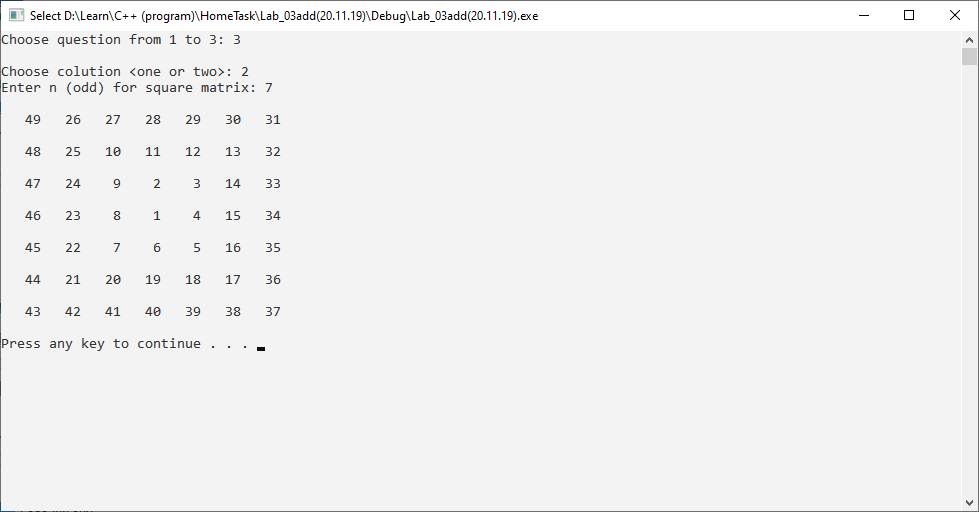 Select D:\Learn\C++ (program)\HomeTask\Lab_03add(20.11.19)\Debug\Lab_03add(20.11.19).exe
Choose question from 1 to 3: 3
Choose colution <one or two>: 2
Enter n (odd) for square matrix: 7
49 26 27 28 29 30 31
48 25 10 11 12 13 32
47 24 9 2 3 14 33
46 23 8 1 4 15 34
45 22 7 6 5 16 35
44 21 20 19 18 17 36
43 42 41 40 39 38 37
Press any key to continue . . .